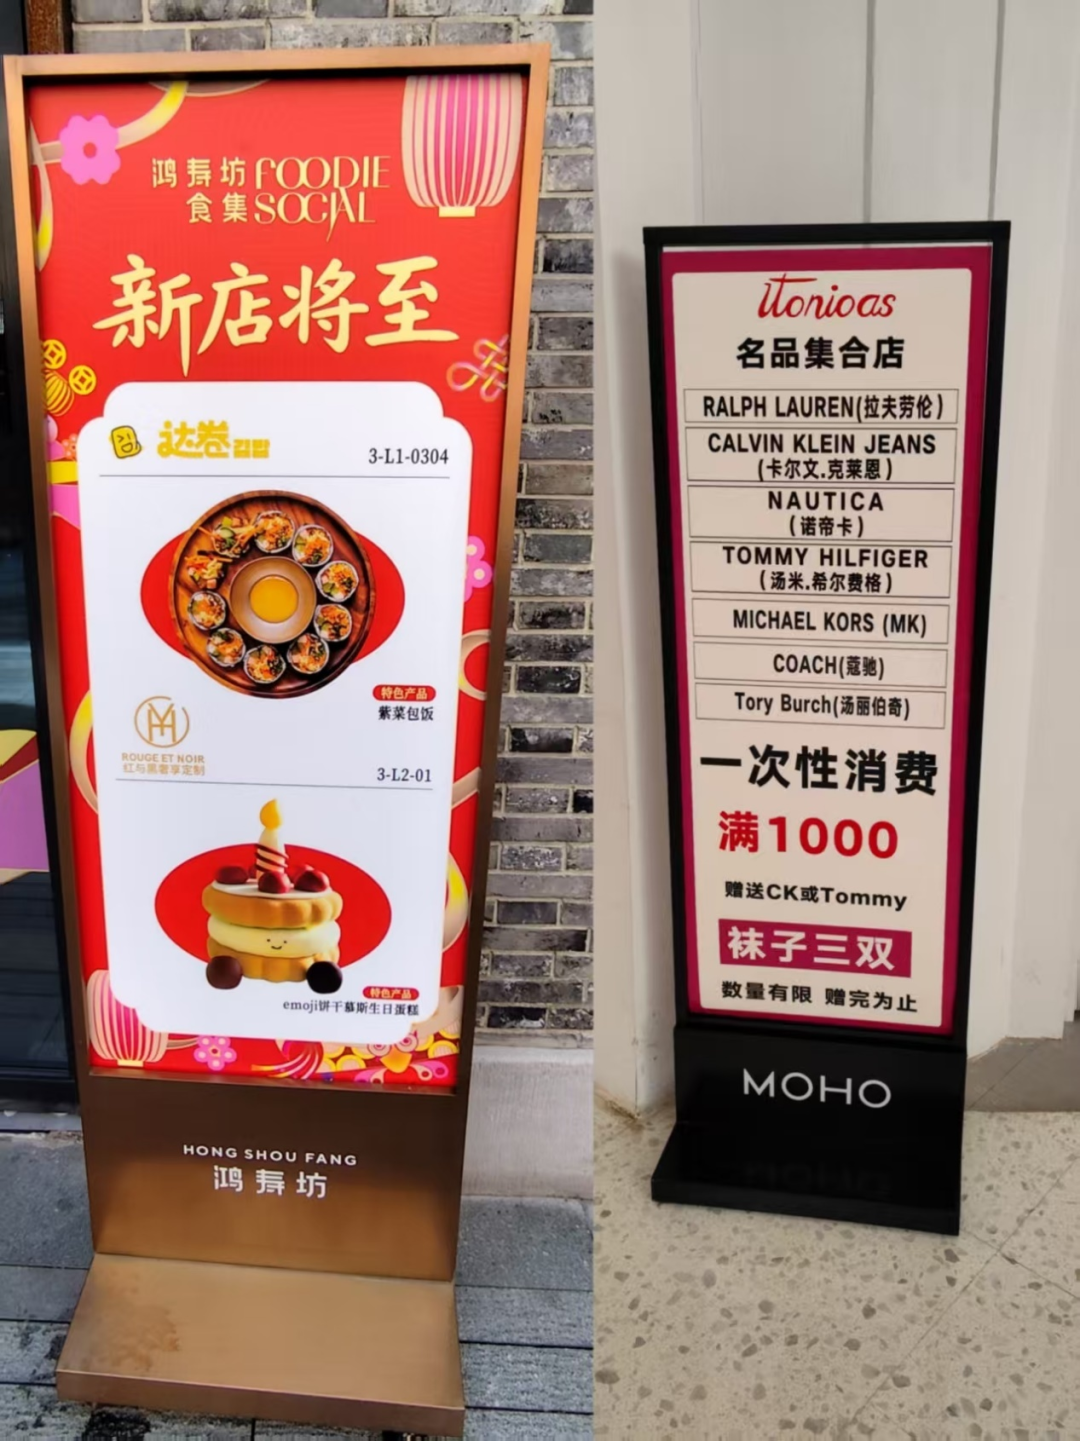 鸿寿坊 FOODIE
食集 SOCIAL
新店将至
达卷김밥
3-L1-0304
特色产品
紫菜包饭
ROUGE ET NOIR
红与黑奢享定制
3-L2-01
特色产品
emoji饼干慕斯生日蛋糕
HONG SHOU FANG
鸿寿坊
itonioas
名品集合店
RALPH LAUREN(拉夫劳伦)
CALVIN KLEIN JEANS
(卡尔文.克莱恩)
NAUTICA
(诺帝卡)
TOMMY HILFIGER
(汤米.希尔费格)
MICHAEL KORS (MK)
COACH(蔻驰)
Tory Burch(汤丽伯奇)
一次性消费
满1000
赠送CK或Tommy
袜子三双
数量有限 赠完为止
MOHO